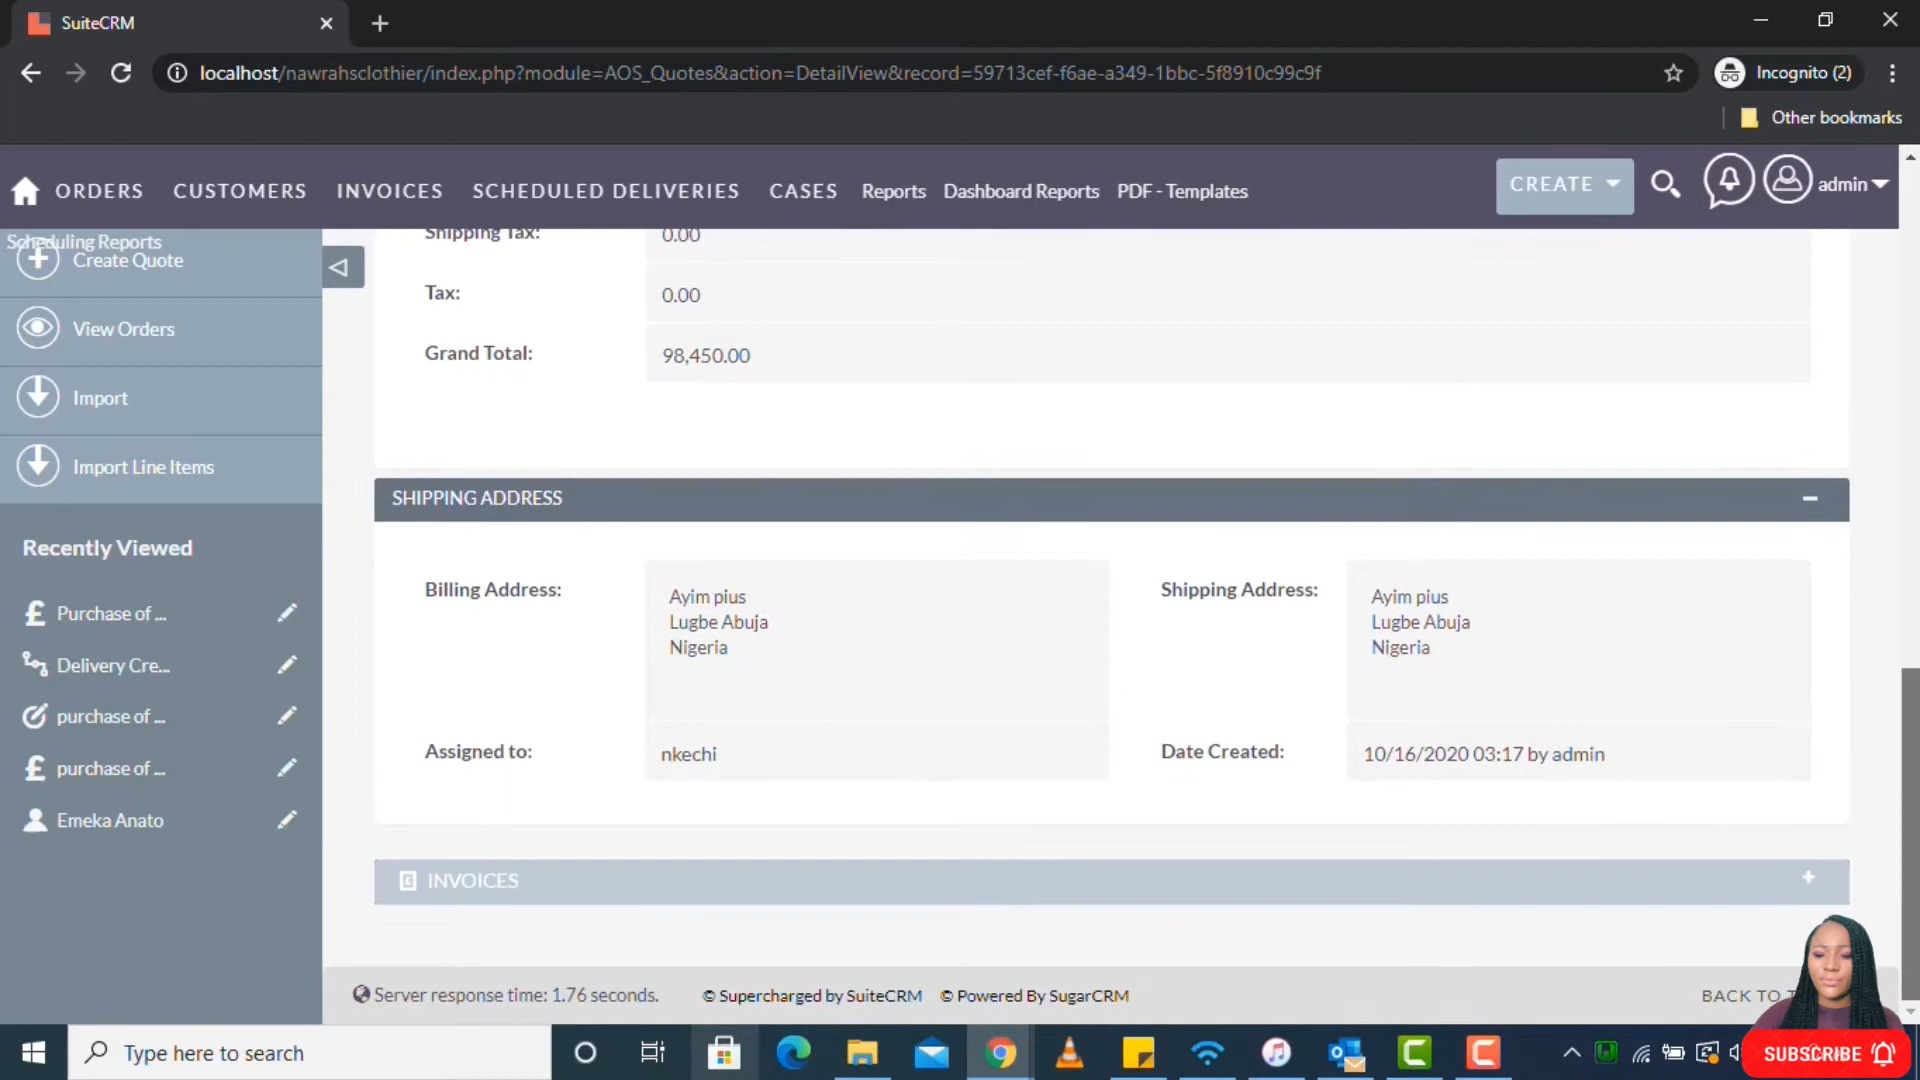 SuiteCRM
localhost/nawrahsclothier/index.php?module=AOS_Quotes&action=DetailView&record=59713cef-f6ae-a349-1bbc-5f8910c99c9f
Incognito (2)
Other bookmarks
ORDERS CUSTOMERS INVOICES SCHEDULED DELIVERIES CASES Reports Dashboard Reports PDF - Templates CREATE admin
Scheduling Reports
Create Quote
View Orders
Import
Import Line Items
Recently Viewed
Purchase of ...
Delivery Cre...
purchase of ...
purchase of ...
Emeka Anato
Shipping Tax: 0.00
Tax: 0.00
Grand Total: 98,450.00
SHIPPING ADDRESS
Billing Address:
Ayim pius
Lugbe Abuja
Nigeria
Shipping Address:
Ayim pius
Lugbe Abuja
Nigeria
Assigned to: nkechi
Date Created: 10/16/2020 03:17 by admin
INVOICES
Server response time: 1.76 seconds. © Supercharged by SuiteCRM © Powered By SugarCRM
BACK TO
Type here to search
SUBSCRIBE